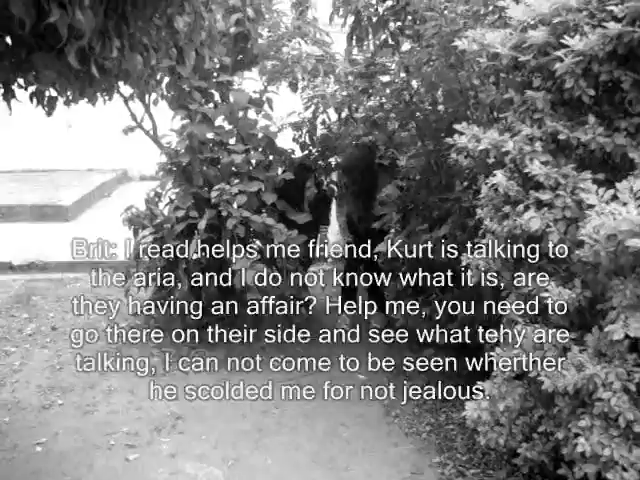 Brit: I read helps me friend, Kurt is talking to
the aria, and I do not know what it is, are
they having an affair? Help me, you need to
go there on their side and see what tehy are
talking, I can not come to be seen wherther
he scolded me for not jealous.